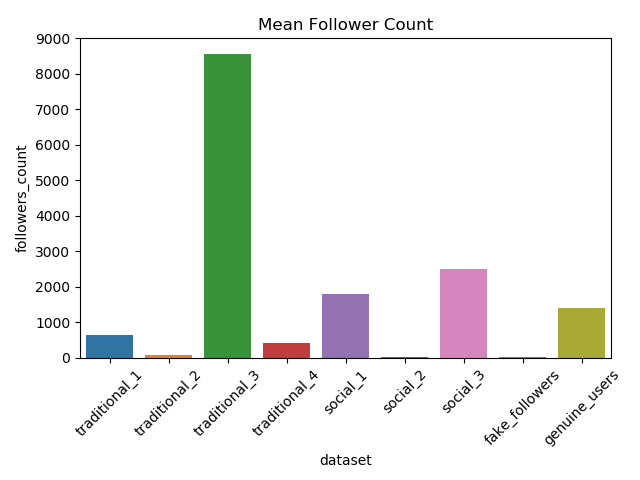 Mean Follower Count
9000
8000
7000
6000
5000
4000
3000
2000
1000
0
followers_count
traditional_1
traditional_2
traditional_3
traditional_4
social_1
social_2
social_3
fake_followers
genuine_users
dataset